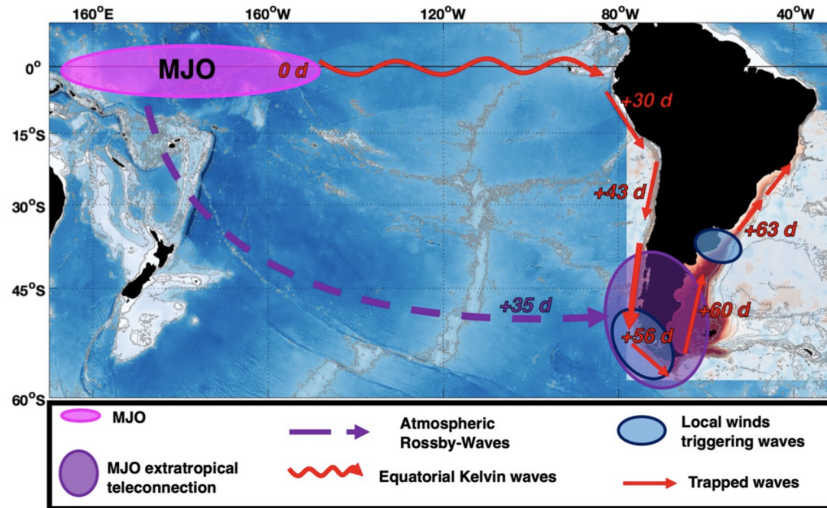 160°E 160°W 120°W 80°W 40°W
0°
15°S
30°S
45°S
60°S
MJO
0 d
+30 d
+43 d
+63 d
+35 d
+60 d
+56 d
MJO
Atmospheric
Rossby-Waves
Local winds
triggering waves
MJO extratropical
teleconnection
Equatorial Kelvin waves
Trapped waves